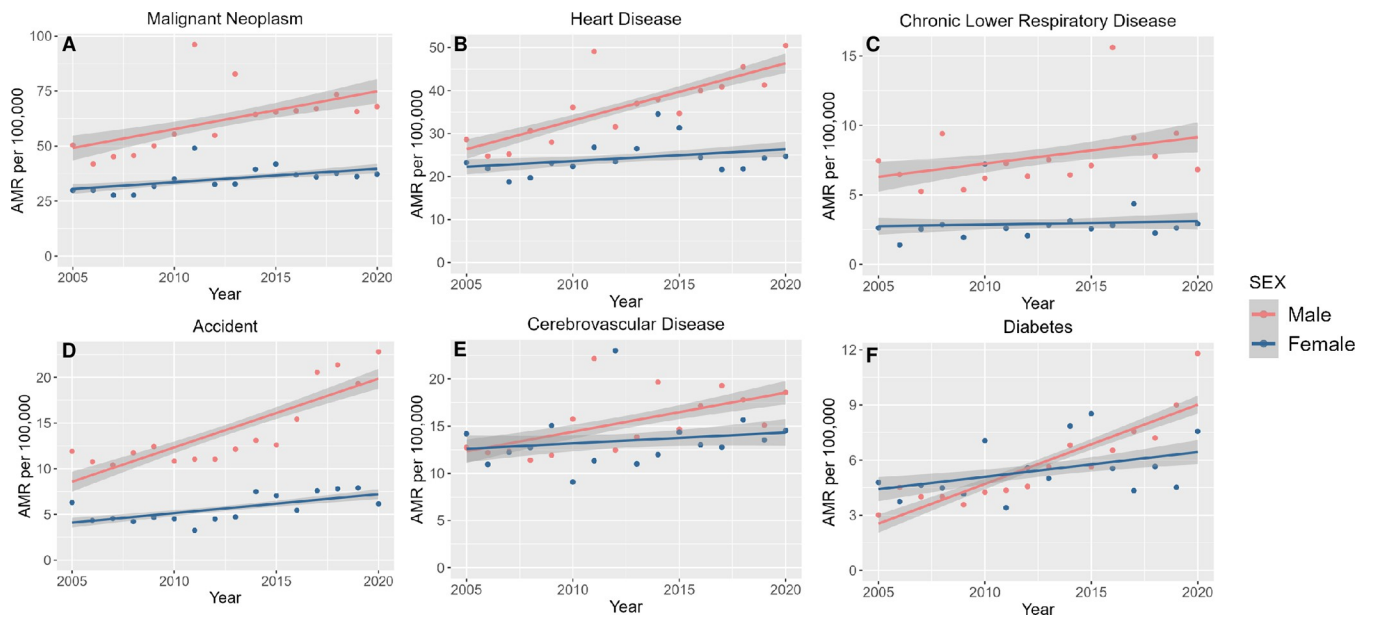 Malignant Neoplasm
A
AMR per 100,000
100
75
50
25
0
2005 2010 2015 2020
Year
Heart Disease
B
AMR per 100,000
50
40
30
20
10
0
2005 2010 2015 2020
Year
Chronic Lower Respiratory Disease
C
AMR per 100,000
15
10
5
0
2005 2010 2015 2020
Year
Accident
D
AMR per 100,000
20
15
10
5
0
2005 2010 2015 2020
Year
Cerebrovascular Disease
E
AMR per 100,000
20
15
10
5
0
2005 2010 2015 2020
Year
Diabetes
F
AMR per 100,000
12
9
6
3
0
2005 2010 2015 2020
Year
SEX
Male
Female